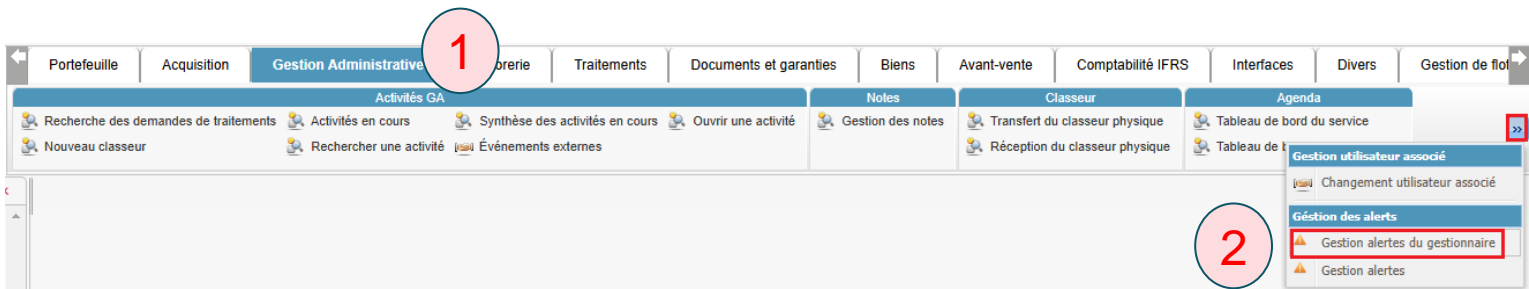 1
Portefeuille Acquisition Gestion Administrative orerie Traitements Documents et garanties Biens Avant-vente Comptabilité IFRS Interfaces Divers Gestion de flot
Activités GA Notes Classeur Agenda
Recherche des demandes de traitements Activités en cours Synthèse des activités en cours Ouvrir une activité Gestion des notes Transfert du classeur physique Tableau de bord du service »
Nouveau classeur Rechercher une activité Événements externes Réception du classeur physique Tableau de b
Gestion utilisateur associé
Changement utilisateur associé
Géstion des alerts
2
Gestion alertes du gestionnaire
Gestion alertes